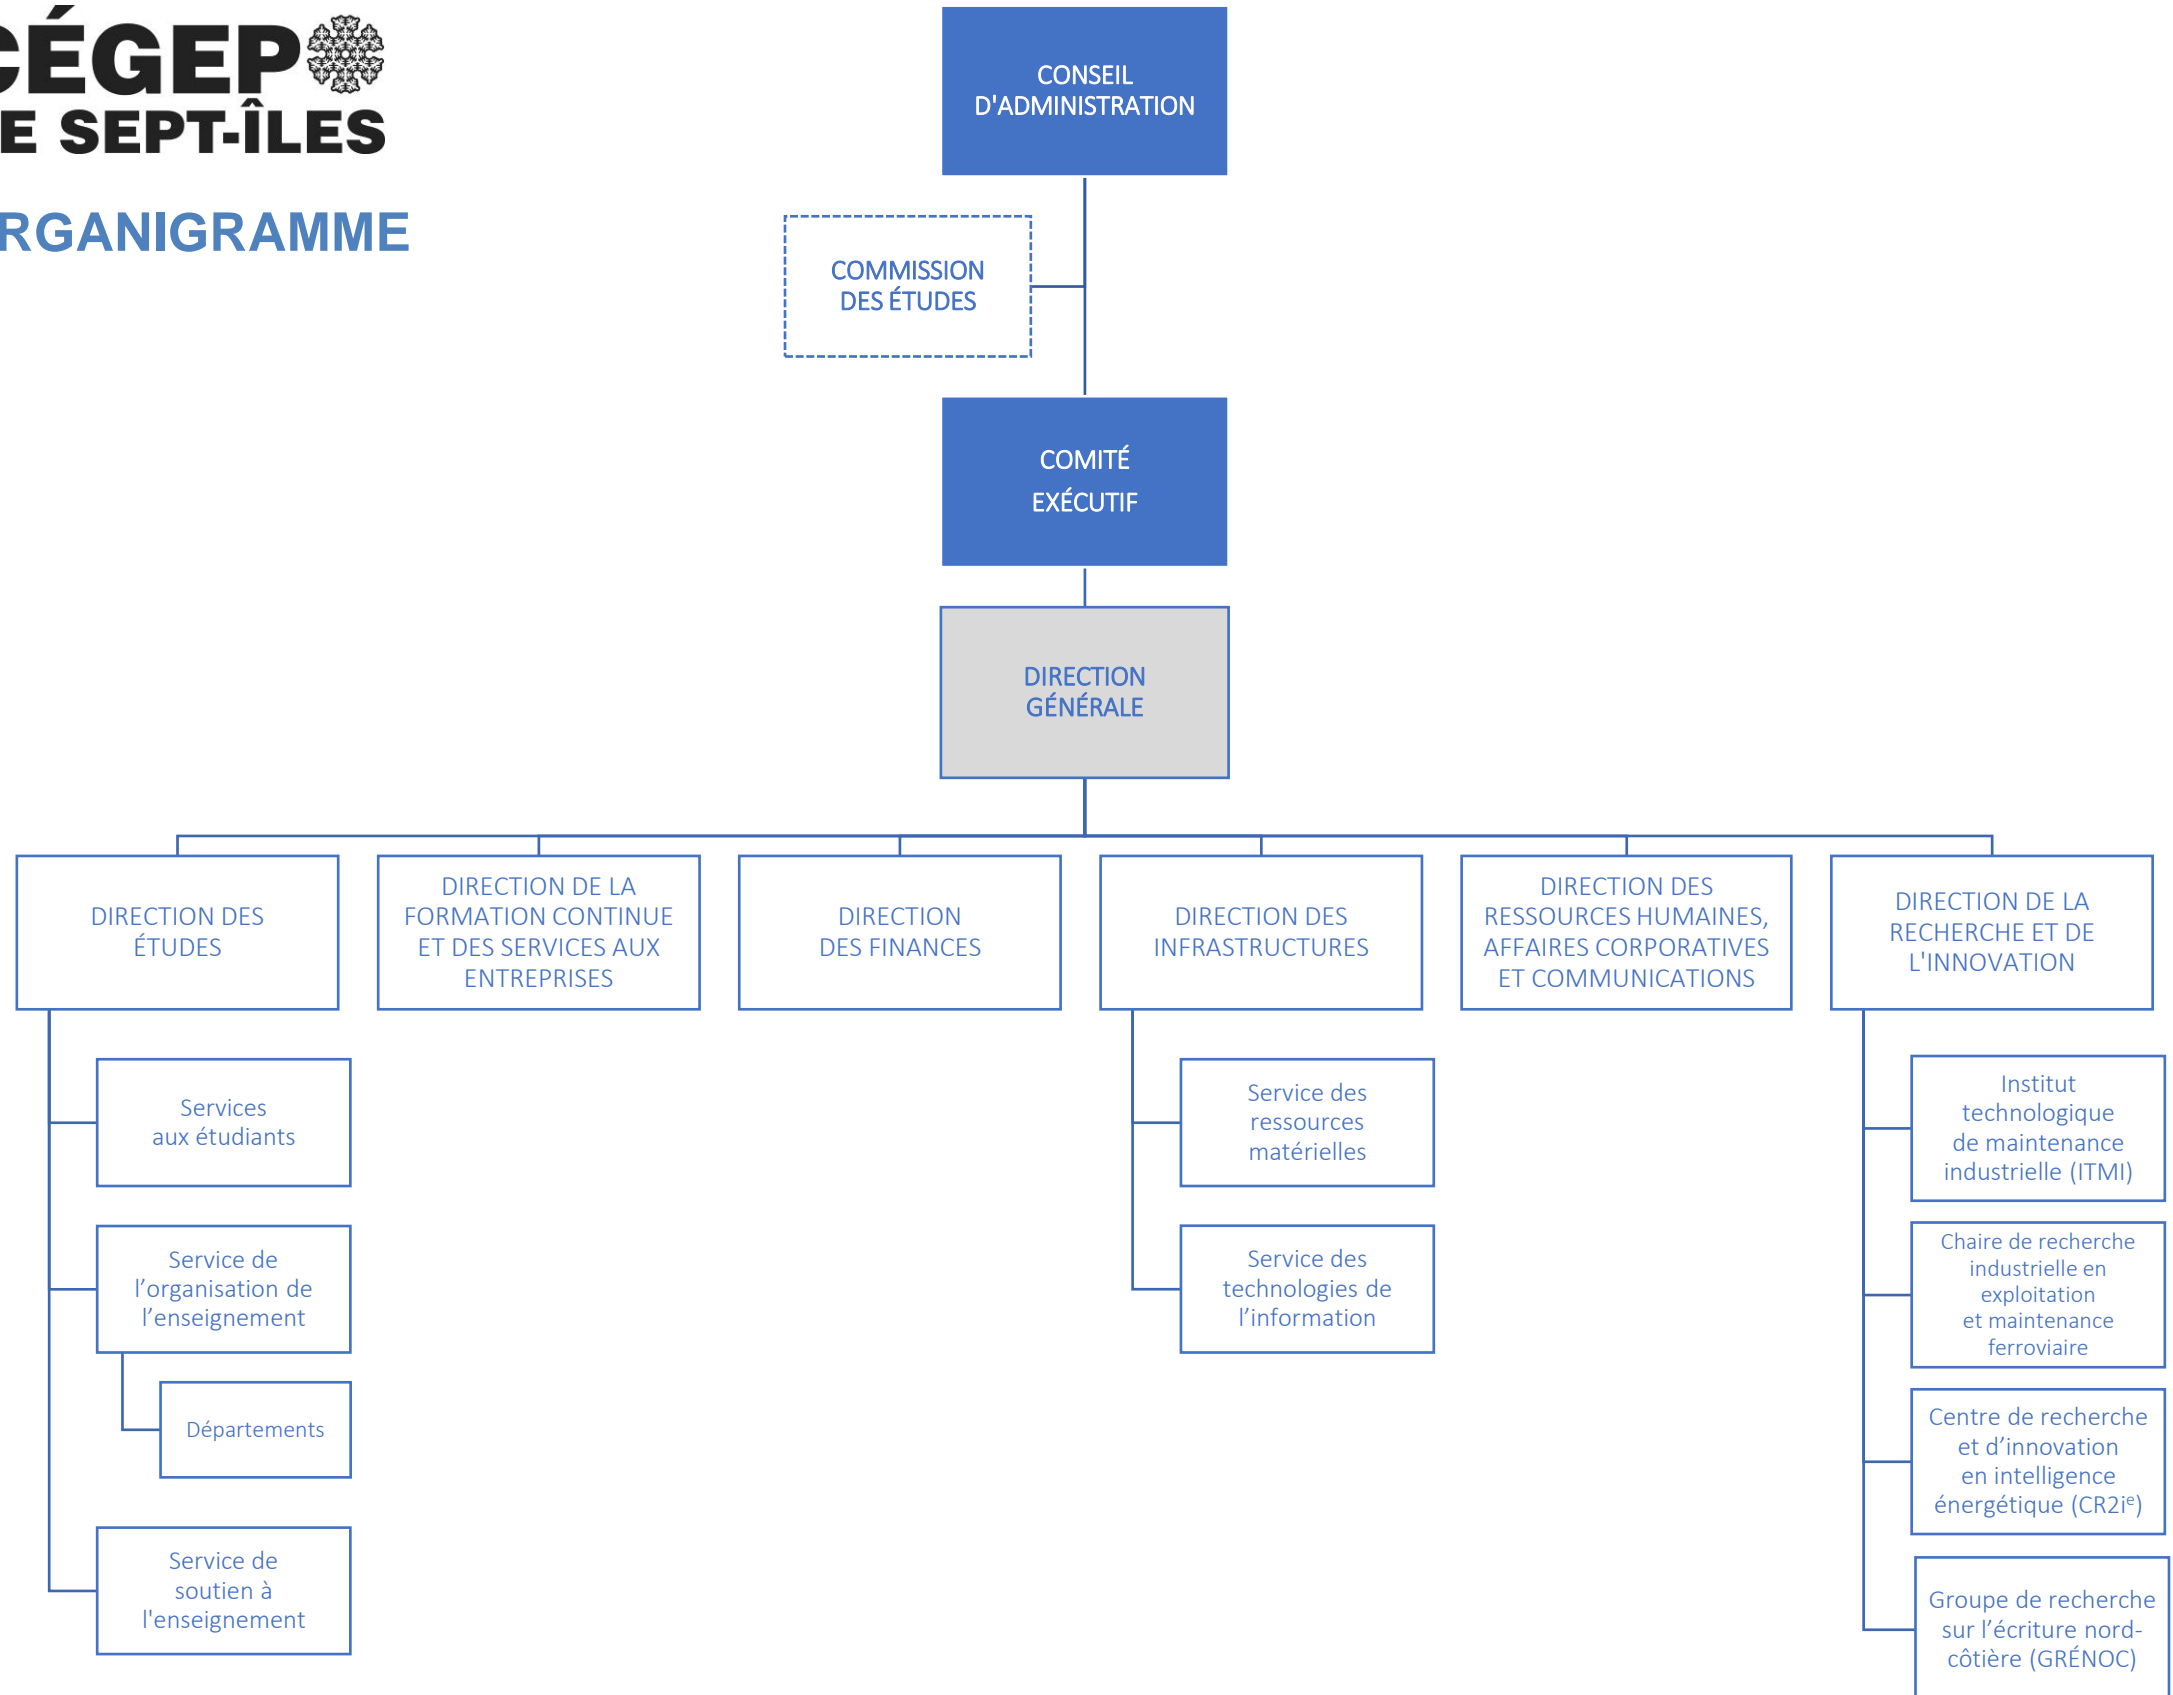 CÉGEP
E SEPT-ÎLES
RGANIGRAMME
CONSEIL
D'ADMINISTRATION
COMMISSION
DES ÉTUDES
COMITÉ
EXÉCUTIF
DIRECTION
GÉNÉRALE
DIRECTION DES
ÉTUDES
DIRECTION DE LA
FORMATION CONTINUE
ET DES SERVICES AUX
ENTREPRISES
DIRECTION
DES FINANCES
DIRECTION DES
INFRASTRUCTURES
DIRECTION DES
RESSOURCES HUMAINES,
AFFAIRES CORPORATIVES
ET COMMUNICATIONS
DIRECTION DE LA
RECHERCHE ET DE
L'INNOVATION
Services
aux étudiants
Service de
l’organisation de
l’enseignement
Départements
Service de
soutien à
l'enseignement
Service des
ressources
matérielles
Service des
technologies de
l’information
Institut
technologique
de maintenance
industrielle (ITMI)
Chaire de recherche
industrielle en
exploitation
et maintenance
ferroviaire
Centre de recherche
et d’innovation
en intelligence
énergétique (CR2iᵉ)
Groupe de recherche
sur l’écriture nord-
côtière (GRÉNOC)